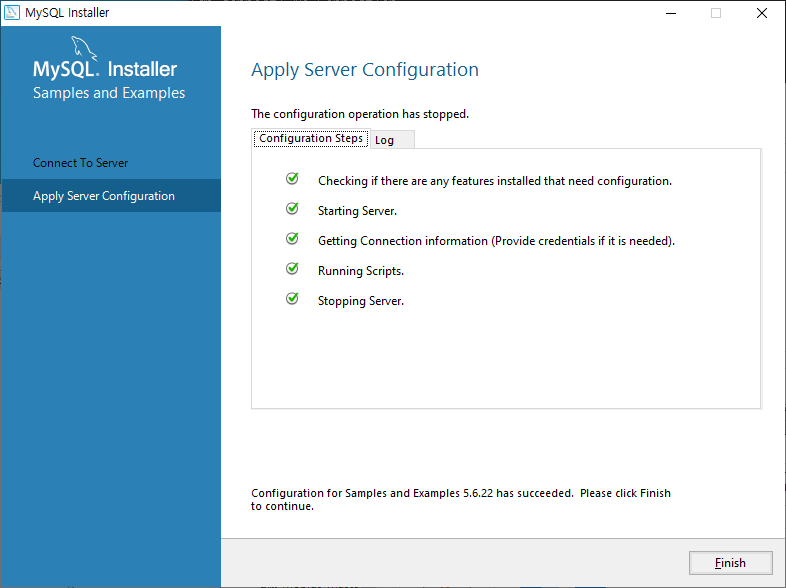 MySQL Installer
MySQL. Installer
Samples and Examples
Connect To Server
Apply Server Configuration
Apply Server Configuration
The configuration operation has stopped.
Configuration Steps
Log
Checking if there are any features installed that need configuration.
Starting Server.
Getting Connection information (Provide credentials if it is needed).
Running Scripts.
Stopping Server.
Configuration for Samples and Examples 5.6.22 has succeeded. Please click Finish
to continue.
Finish